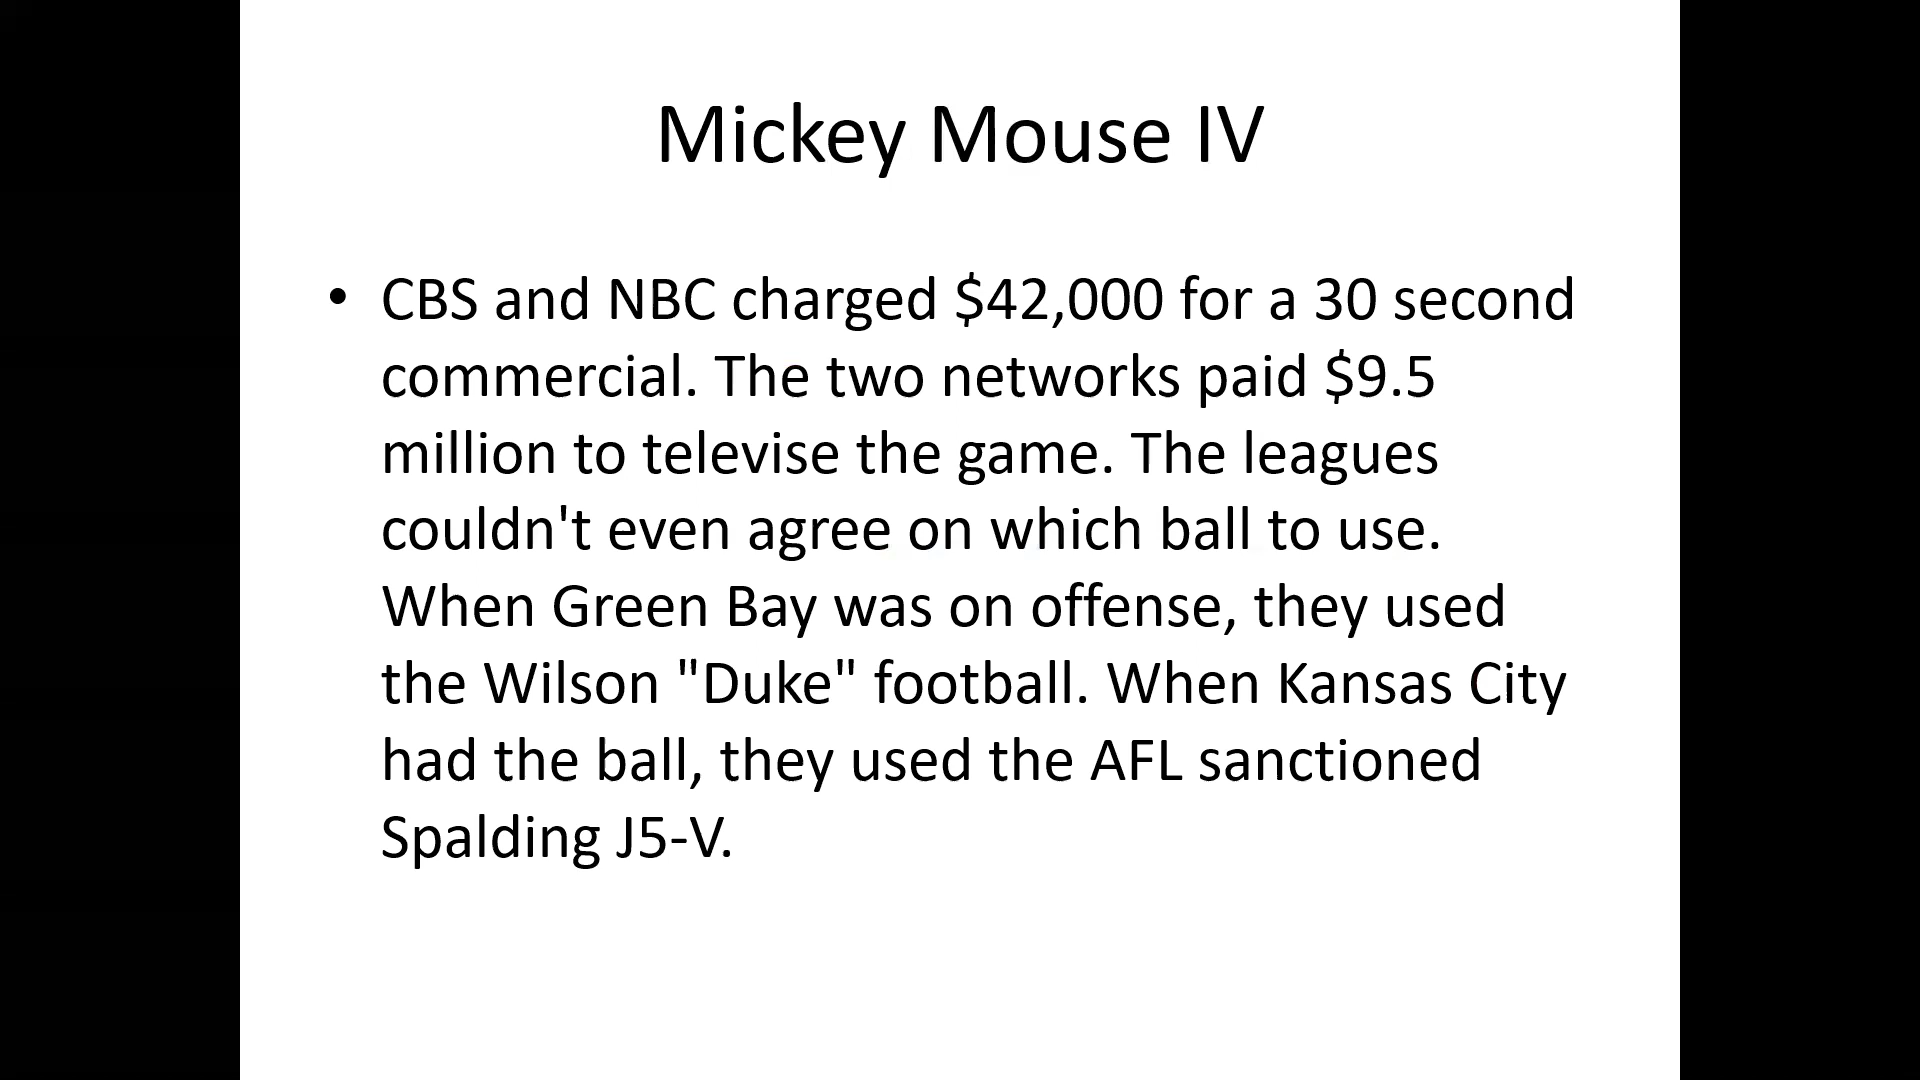 Mickey Mouse IV
• CBS and NBC charged $42,000 for a 30 second
commercial. The two networks paid $9.5
million to televise the game. The leagues
couldn't even agree on which ball to use.
When Green Bay was on offense, they used
the Wilson "Duke" football. When Kansas City
had the ball, they used the AFL sanctioned
Spalding J5-V.